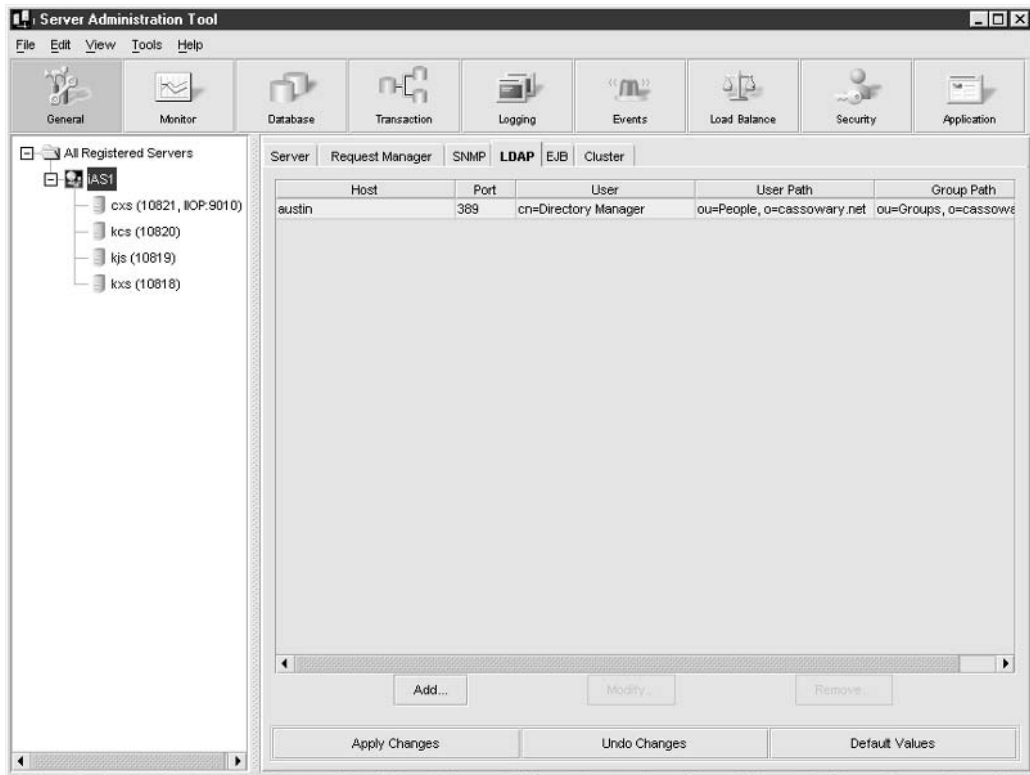 Server Administration Tool
File Edit View Tools Help
General Monitor Database Transaction Logging Events Load Balance Security Application
All Registered Servers
iAS1
cxs (10821, IIOP:9010)
kcs (10820)
kjs (10819)
kxs (10818)
Server Request Manager SNMP LDAP EJB Cluster
Host Port User User Path Group Path
austin 389 cn=Directory Manager ou=People, o=cassowary.net ou=Groups, o=cassowa
Add... Modify... Remove...
Apply Changes Undo Changes Default Values